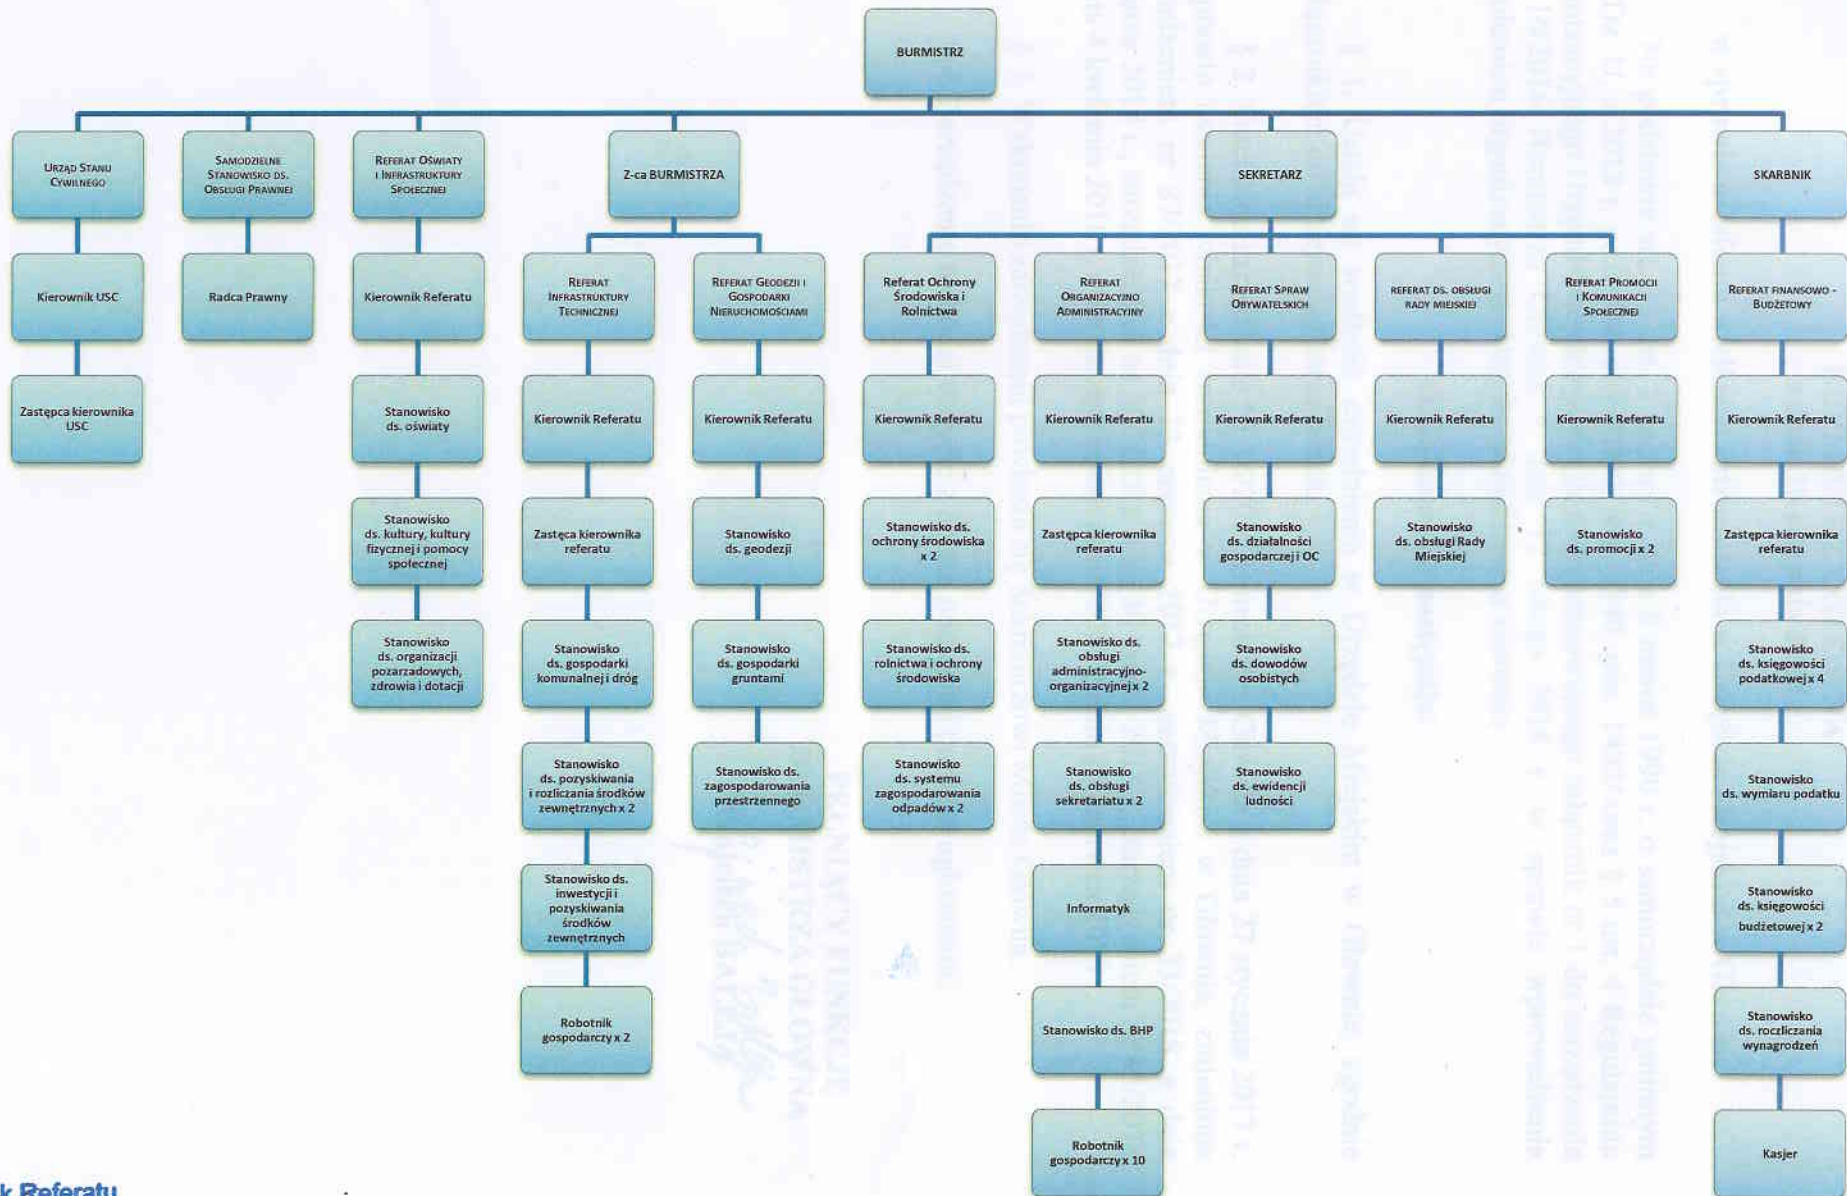 BURMISTRZ
URZĄD STANU
CYWILNEGO
SAMODZIELNE
STANOWISKO DS.
OBSŁUGI PRAWNEJ
REFERAT OŚWIATY
I INFRASTRUKTURY
SPOŁECZNEJ
Z-ca BURMISTRZA
SEKRETARZ
SKARBNIK
Kierownik USC
Zastępca kierownika
USC
Radca Prawny
Kierownik Referatu
Stanowisko
ds. oświaty
Stanowisko
ds. kultury, kultury
fizycznej i pomocy
społecznej
Stanowisko
ds. organizacji
pozarzadowych,
zdrowia i dotacji
REFERAT
INFRASTRUKTURY
TECHNICZNEJ
Kierownik Referatu
Zastęca kierownika
referatu
Stanowisko
ds. gospodarki
komunalnej i dróg
Stanowisko
ds. pozyskiwania
i rozliczania środków
zewnętrznych x 2
Stanowisko ds.
inwestycji i
pozyskiwania
środków
zewnętrznych
Robotnik
gospodarczy x 2
REFERAT GEODEZJI I
GOSPODARKI
NIERUCHOMOŚCIAMI
Kierownik Referatu
Stanowisko
ds. geodezji
Stanowisko
ds. gospodarki
gruntami
Stanowisko ds.
zagospodarowania
przestrzennego
Referat Ochrony
Środowiska i
Rolnictwa
Kierownik Referatu
Stanowisko ds.
ochrony środowiska
x 2
Stanowisko ds.
rolnictwa i ochrony
środowiska
Stanowisko
ds. systemu
zagospodarowania
odpadów x 2
REFERAT
ORGANIZACYJNO
ADMINISTRACYJNY
Kierownik Referatu
Zastępca kierownika
referatu
Stanowisko ds.
obsługi
administracyjno-
organizacyjnej x 2
Stanowisko
ds. obsługi
sekretariatu x 2
Informatyk
Stanowisko ds. BHP
Robotnik
gospodarczy x 10
REFERAT SPRAW
OBYWATELSKICH
Kierownik Referatu
Stanowisko
ds. działalności
gospodarczej i OC
Stanowisko
ds. dowodów
osobistych
Stanowisko
ds. ewidencji
ludności
REFERAT DS. OBSŁUGI
RADY MIEJSKIEJ
Kierownik Referatu
Stanowisko
ds. obsługi Rady
Miejskiej
REFERAT PROMOCJI
I KOMUNIKACJI
SPOŁECZNEJ
Kierownik Referatu
Stanowisko
ds. promocji x 2
REFERAT FINANSOWO -
BUDŻETOWY
Kierownik Referatu
Zastępca kierownika
referatu
Stanowisko
ds. księgowości
podatkowej x 4
Stanowisko
ds. wymiaru podatku
Stanowisko
ds. księgowości
budżetowej x 2
Stanowisko
ds. roczliczania
wynagrodzeń
Kasjer
k Referatu